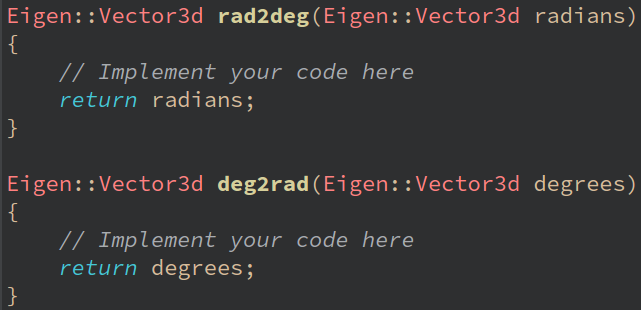 Eigen::Vector3d rad2deg(Eigen::Vector3d radians)
{
    // Implement your code here
    return radians;
}

Eigen::Vector3d deg2rad(Eigen::Vector3d degrees)
{
    // Implement your code here
    return degrees;
}